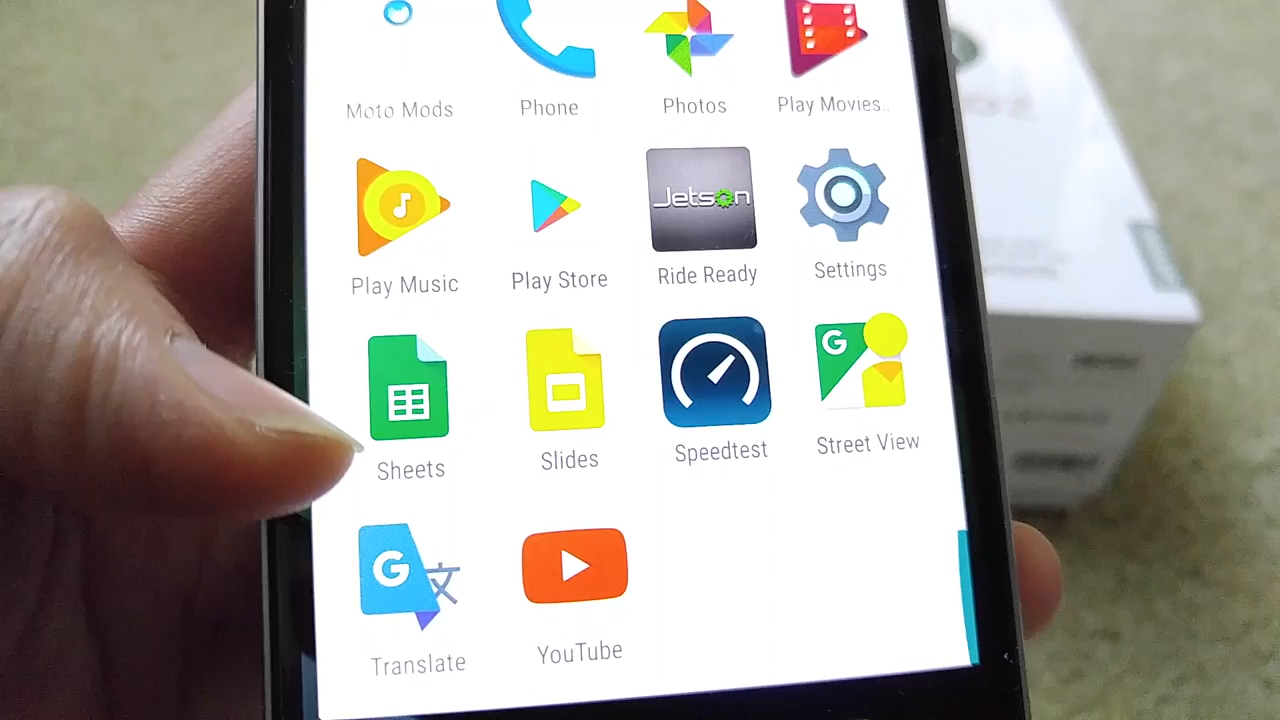 Moto Mods
Phone
Photos
Play Movies..
Play Music
Play Store
Jetson
Ride Ready
Settings
Sheets
Slides
Speedtest
G
Street View
G 文
Translate
YouTube